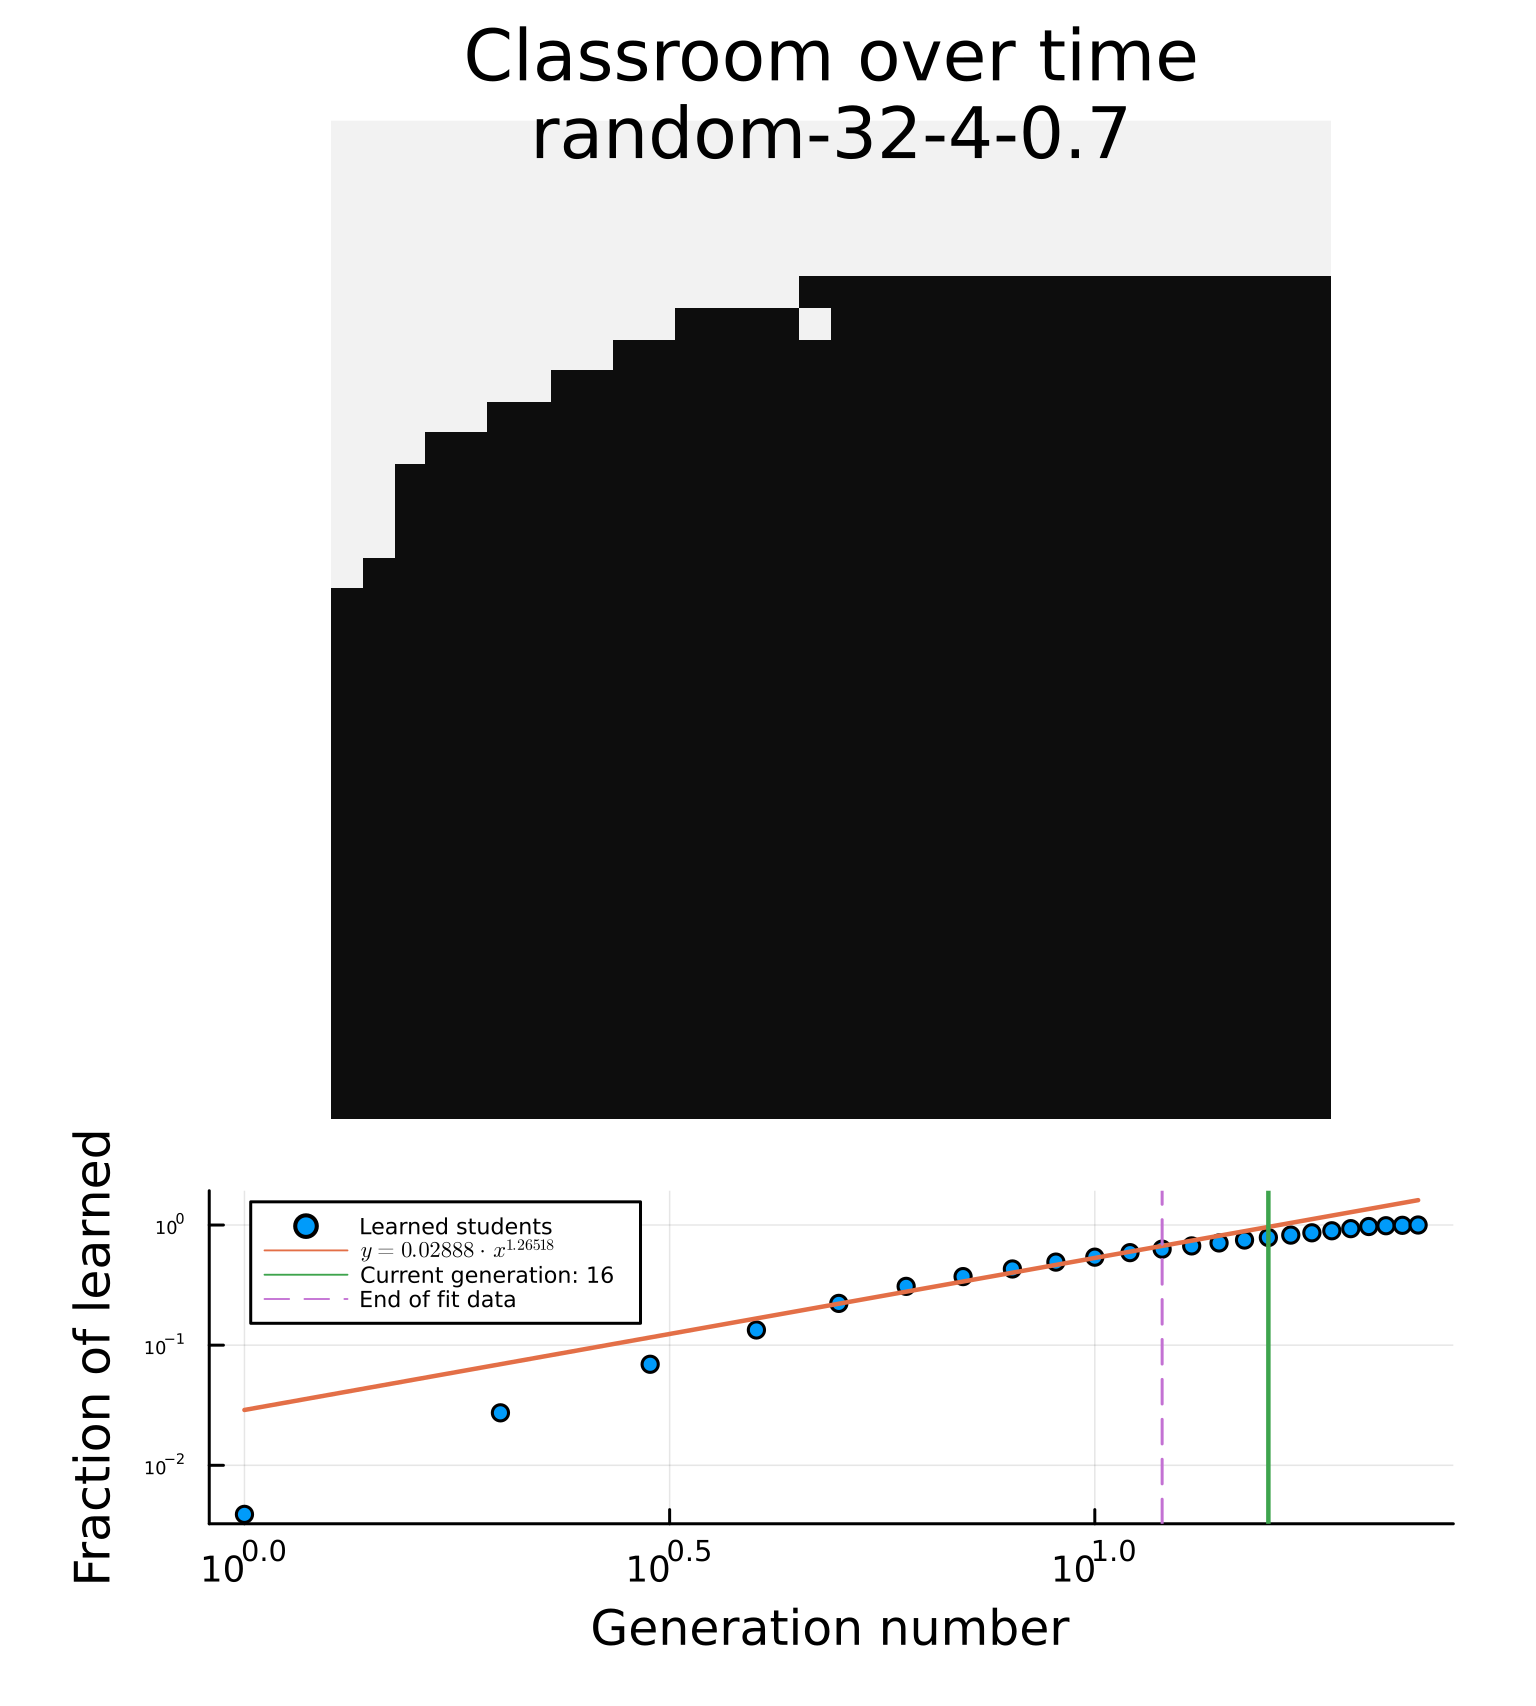 Classroom over time
random-32-4-0.7
Fraction of learned
10⁰
10⁻¹
10⁻²
Learned students
y = 0.02888 · x^1.26518
Current generation: 16
End of fit data
10^0.0
10^0.5
10^1.0
Generation number